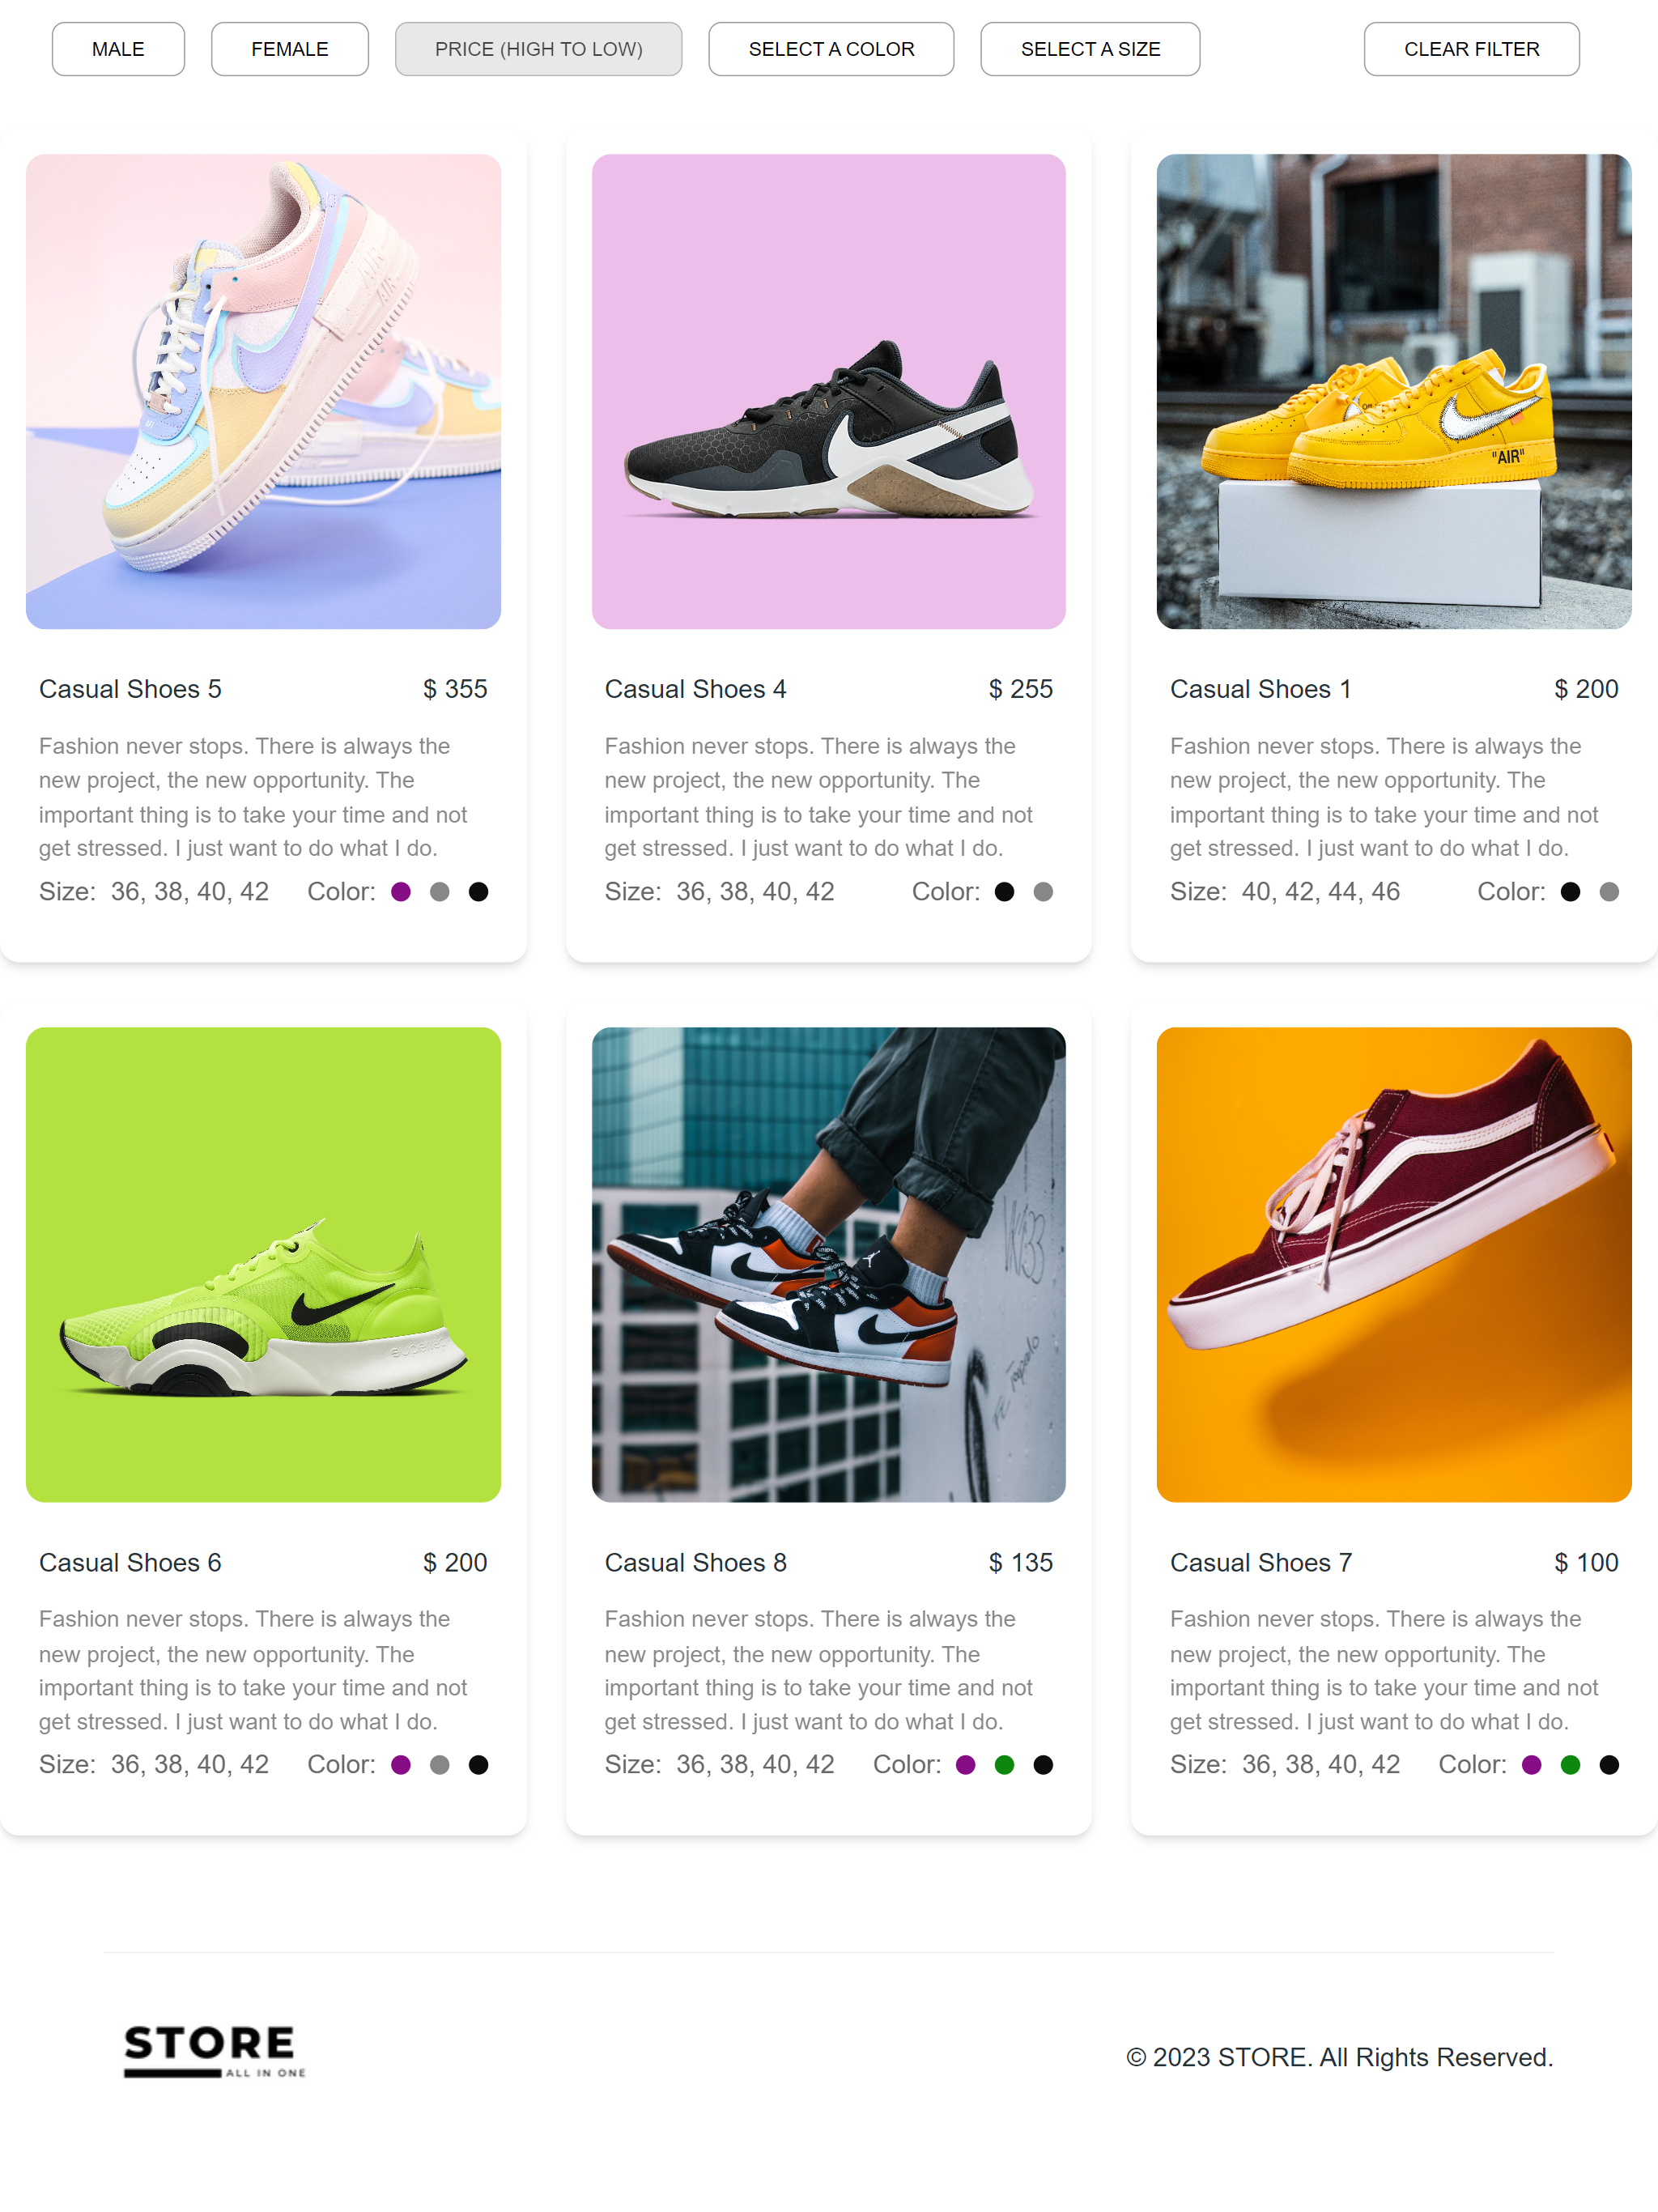 MALE FEMALE PRICE (HIGH TO LOW) SELECT A COLOR SELECT A SIZE CLEAR FILTER
"AIR"
Casual Shoes 5 $ 355
Fashion never stops. There is always the
new project, the new opportunity. The
important thing is to take your time and not
get stressed. I just want to do what I do.
Size: 36, 38, 40, 42 Color:
Casual Shoes 4 $ 255
Fashion never stops. There is always the
new project, the new opportunity. The
important thing is to take your time and not
get stressed. I just want to do what I do.
Size: 36, 38, 40, 42 Color:
Casual Shoes 1 $ 200
Fashion never stops. There is always the
new project, the new opportunity. The
important thing is to take your time and not
get stressed. I just want to do what I do.
Size: 40, 42, 44, 46 Color:
Casual Shoes 6 $ 200
Fashion never stops. There is always the
new project, the new opportunity. The
important thing is to take your time and not
get stressed. I just want to do what I do.
Size: 36, 38, 40, 42 Color:
Casual Shoes 8 $ 135
Fashion never stops. There is always the
new project, the new opportunity. The
important thing is to take your time and not
get stressed. I just want to do what I do.
Size: 36, 38, 40, 42 Color:
Casual Shoes 7 $ 100
Fashion never stops. There is always the
new project, the new opportunity. The
important thing is to take your time and not
get stressed. I just want to do what I do.
Size: 36, 38, 40, 42 Color:
STORE
ALL IN ONE
© 2023 STORE. All Rights Reserved.